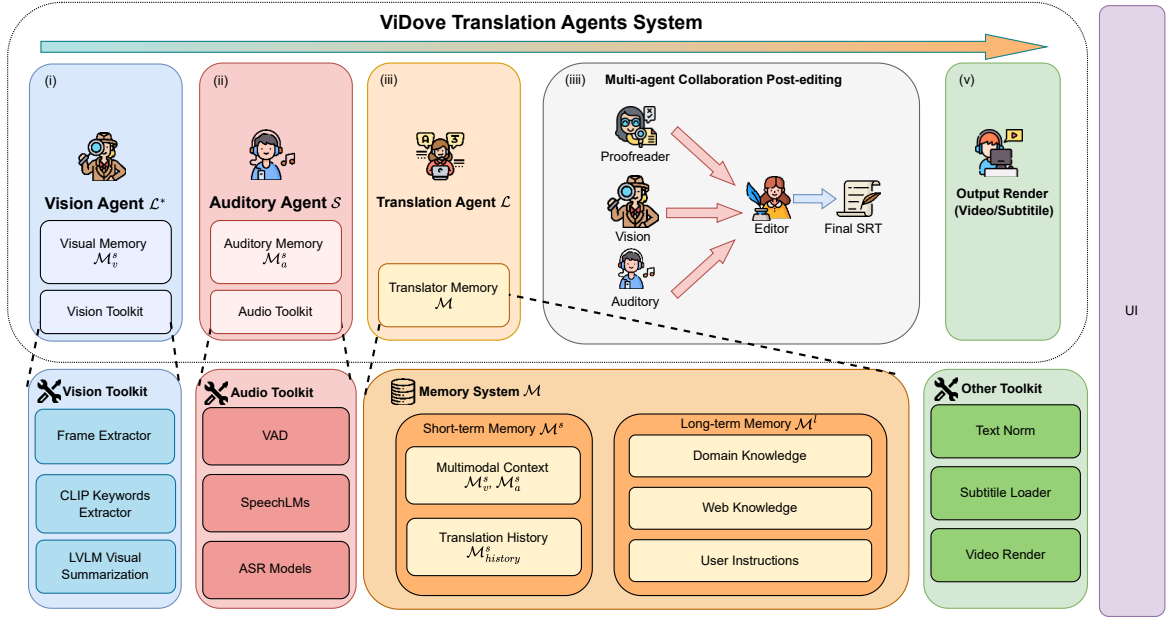 ViDove Translation Agents System
(i)
Vision Agent ℒ*
Visual Memory
ℳ_v^s
Vision Toolkit
(ii)
Auditory Agent 𝒮
Auditory Memory
ℳ_a^s
Audio Toolkit
(iii)
Translation Agent ℒ
Translator Memory
ℳ
(iiii)
Multi-agent Collaboration Post-editing
Proofreader
Vision
Auditory
Editor
Final SRT
(v)
Output Render
(Video/Subtitile)
UI
Vision Toolkit
Frame Extractor
CLIP Keywords
Extractor
LVLM Visual
Summarization
Audio Toolkit
VAD
SpeechLMs
ASR Models
Memory System ℳ
Short-term Memory ℳ^s
Multimodal Context
ℳ_v^s, ℳ_a^s
Translation History
ℳ_history^s
Long-term Memory ℳ^l
Domain Knowledge
Web Knowledge
User Instructions
Other Toolkit
Text Norm
Subtitile Loader
Video Render